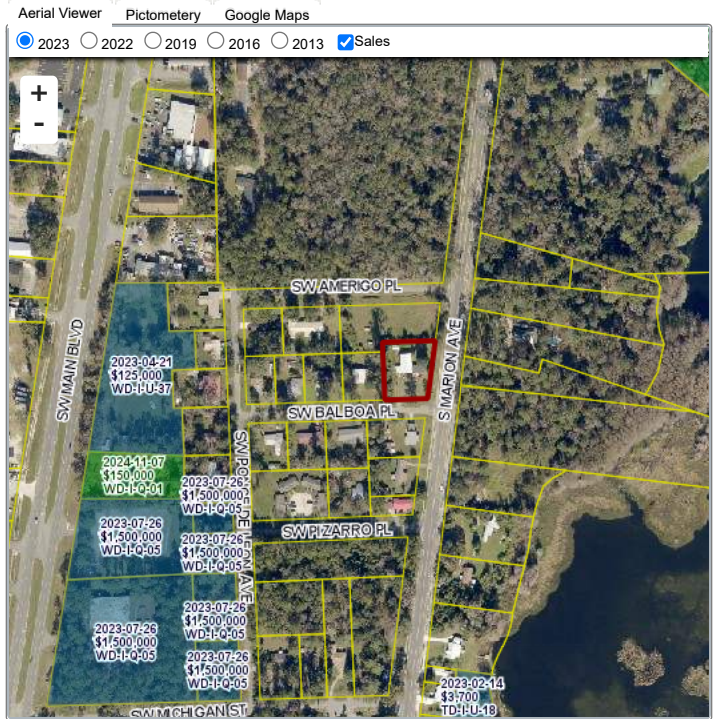 Aerial Viewer
Pictometery
Google Maps
2023
2022
2019
2016
2013
Sales
+
-
SW AMERIGO PL
SW MAIN BLVD
2023-04-21
$125,000
WD-I-U-37
S MARION AVE
SW BALBOA PL
SW PONCE DE LEON AVE
2024-11-07
$150,000
WD-I-Q-01
2023-07-26
$1,500,000
WD-I-Q-05
2023-07-26
$1,500,000
WD-I-Q-05
SW PIZARRO PL
2023-07-26
$1,500,000
WD-I-Q-05
2023-07-26
$1,500,000
WD-I-Q-05
2023-07-26
$1,500,000
WD-I-Q-05
2023-07-26
$1,500,000
WD-I-Q-05
2023-02-14
$3,700
TD-I-U-18
SW MICHIGAN ST